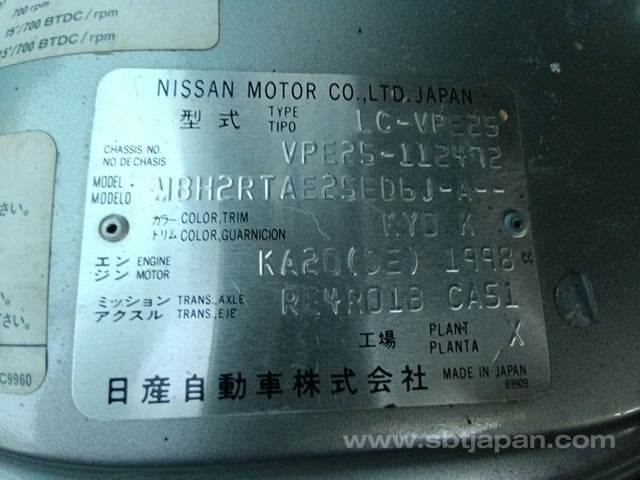 700 rpm
15°/700 BTDC/rpm
15°/700 BTDC/rpm
NISSAN MOTOR CO.,LTD.JAPAN
型式 TYPE TIPO LC-VPE25
CHASSIS NO. NO.DE CHASIS VPE25-112472
MODEL MODELO MBH2RTAE25ED6J-A--
カラー COLOR,TRIM トリム COLOR,GUARNICION KY0 K
エンジン ENGINE MOTOR KA20(DE) 1998 cc
ミッション アクスル TRANS.,AXLE TRANS.,EJE RE4R01B CA51
工場 PLANT PLANTA X
日産自動車株式会社 MADE IN JAPAN
89909
さい。
さい。
C9960
www.sbtjapan.com